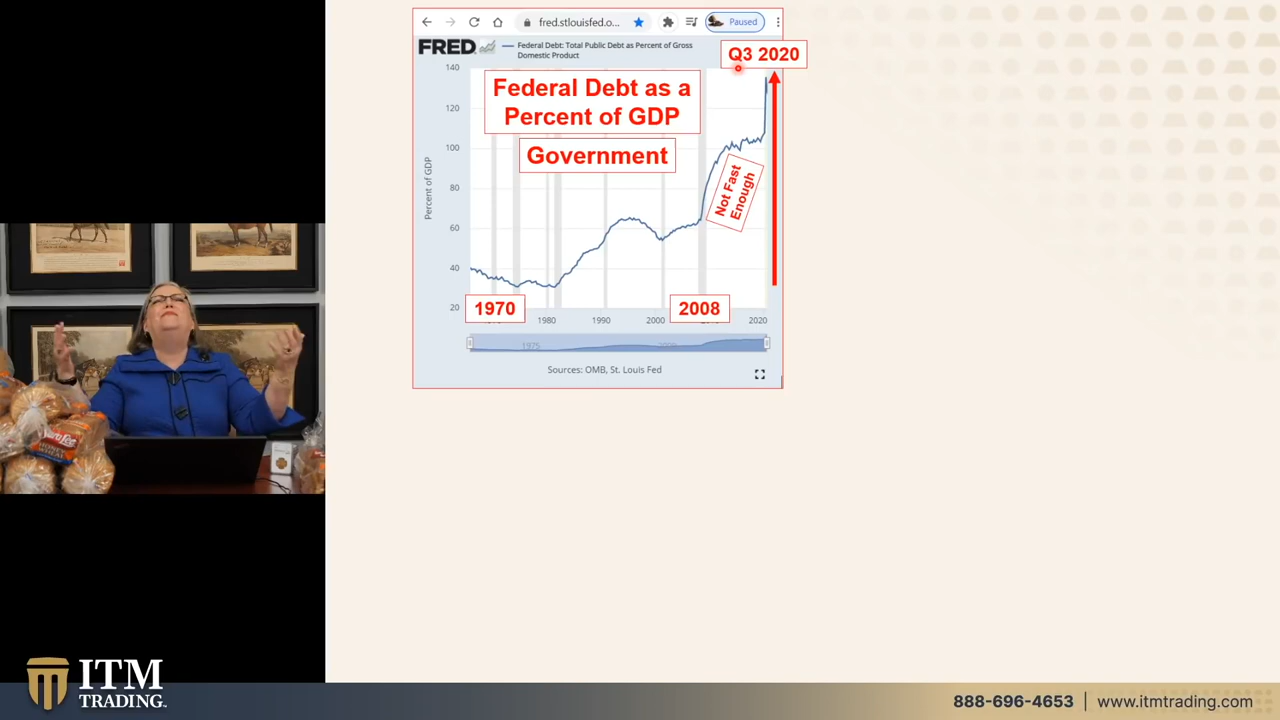 fred.stlouisfed.o...
Paused
FRED
Federal Debt: Total Public Debt as Percent of Gross
Domestic Product
Q3 2020
140
120
100
80
60
40
20
Percent of GDP
Federal Debt as a
Percent of GDP
Government
Not Fast
Enough
1970
2008
1980
1990
2000
2020
1975
Sources: OMB, St. Louis Fed
HONEY
WHEAT
ITM
TRADING
888-696-4653 | www.itmtrading.com